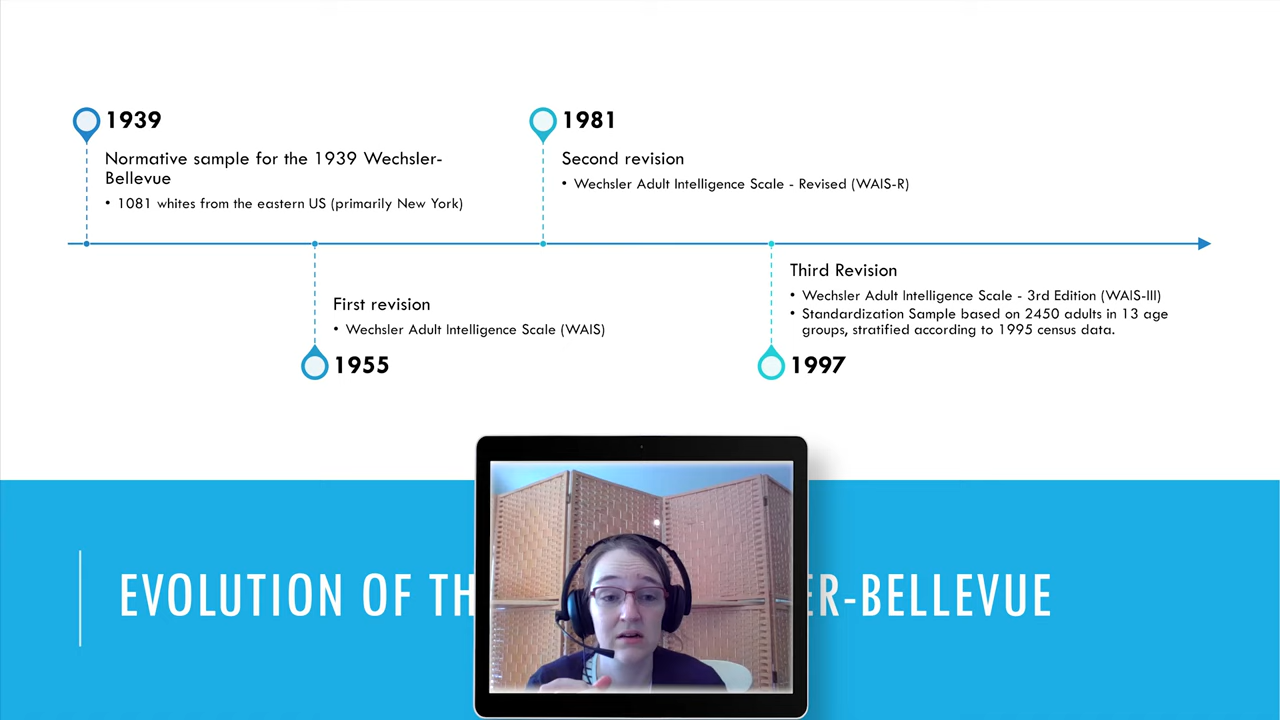 1939
Normative sample for the 1939 Wechsler-
Bellevue
• 1081 whites from the eastern US (primarily New York)
1981
Second revision
• Wechsler Adult Intelligence Scale - Revised (WAIS-R)
First revision
• Wechsler Adult Intelligence Scale (WAIS)
1955
Third Revision
• Wechsler Adult Intelligence Scale - 3rd Edition (WAIS-III)
• Standardization Sample based on 2450 adults in 13 age
groups, stratified according to 1995 census data.
1997
EVOLUTION OF TH ER-BELLEVUE